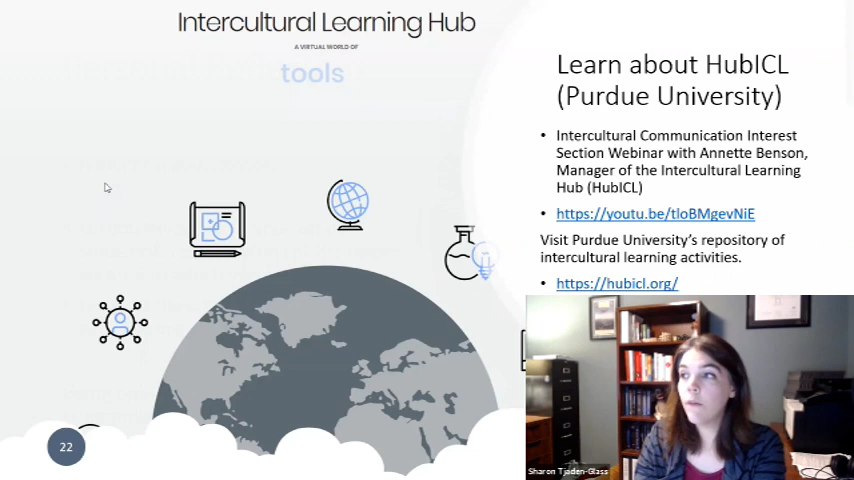 Intercultural Learning Hub
A VIRTUAL WORLD OF
tools
Learn about HubICL
(Purdue University)
• Intercultural Communication Interest
Section Webinar with Annette Benson,
Manager of the Intercultural Learning
Hub (HubICL)
• https://youtu.be/tloBMgevNiE
Visit Purdue University's repository of
intercultural learning activities.
• https://hubicl.org/
22
Sharon Tjaden-Glass